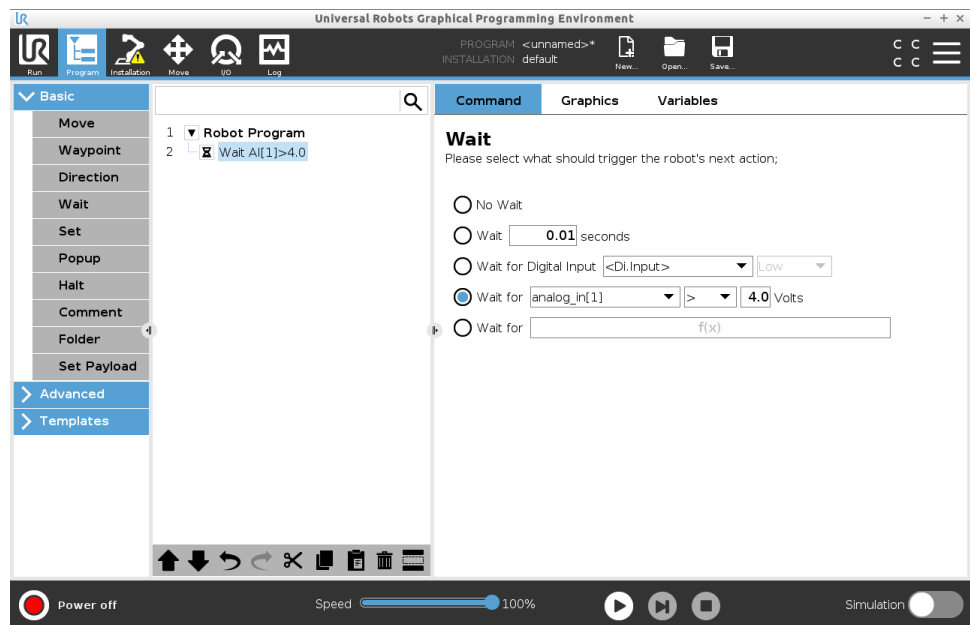 Universal Robots Graphical Programming Environment
UR
Run
Program
Installation
Move
I/O
Log
PROGRAM <unnamed>*
INSTALLATION default
New...
Open...
Save...
C C
C C
Basic
Move
Waypoint
Direction
Wait
Set
Popup
Halt
Comment
Folder
Set Payload
Advanced
Templates
1 Robot Program
2 Wait AI[1]>4.0
Command Graphics Variables
Wait
Please select what should trigger the robot's next action;
No Wait
Wait 0.01 seconds
Wait for Digital Input <Di.Input> Low
Wait for analog_in[1] > 4.0 Volts
Wait for f(x)
Power off
Speed 100%
Simulation